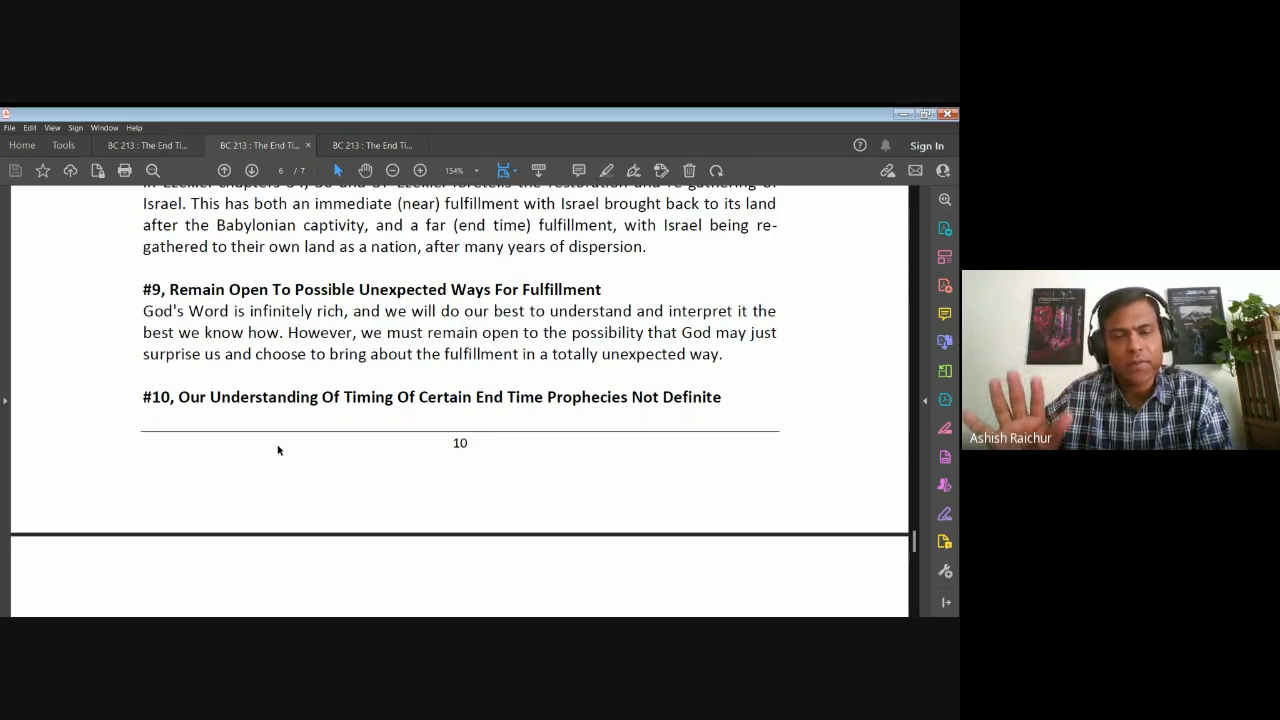 File Edit View Sign Window Help
Home Tools BC 213 : The End Ti... BC 213 : The End Ti... × BC 213 : The End Ti... Sign In
6 / 7 154%
Israel. This has both an immediate (near) fulfillment with Israel brought back to its land
after the Babylonian captivity, and a far (end time) fulfillment, with Israel being re-
gathered to their own land as a nation, after many years of dispersion.
#9, Remain Open To Possible Unexpected Ways For Fulfillment
God's Word is infinitely rich, and we will do our best to understand and interpret it the
best we know how. However, we must remain open to the possibility that God may just
surprise us and choose to bring about the fulfillment in a totally unexpected way.
#10, Our Understanding Of Timing Of Certain End Time Prophecies Not Definite
10
Ashish Raichur